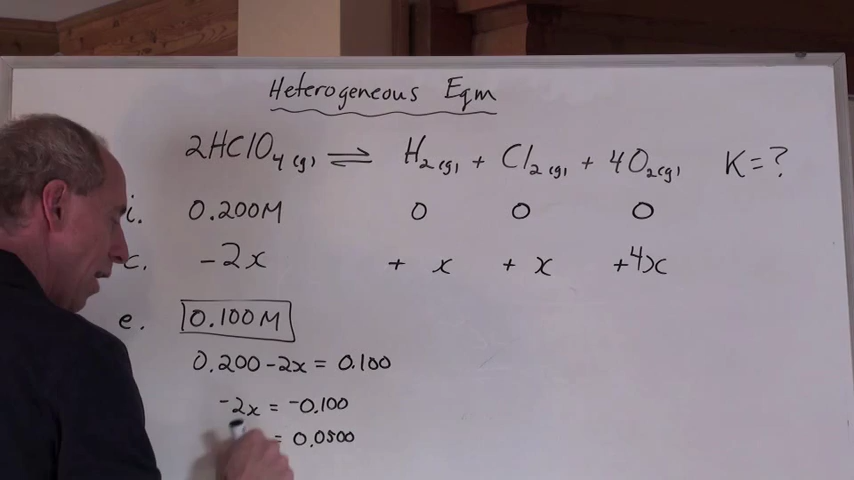 Heterogeneous Eqm
2HClO₄(g) ⇌ H₂(g) + Cl₂(g) + 4O₂(g) K = ?
i. 0.200M 0 0 0
c. -2x + x + x +4x
e. 0.100M
0.200 - 2x = 0.100
-2x = -0.100
= 0.0500